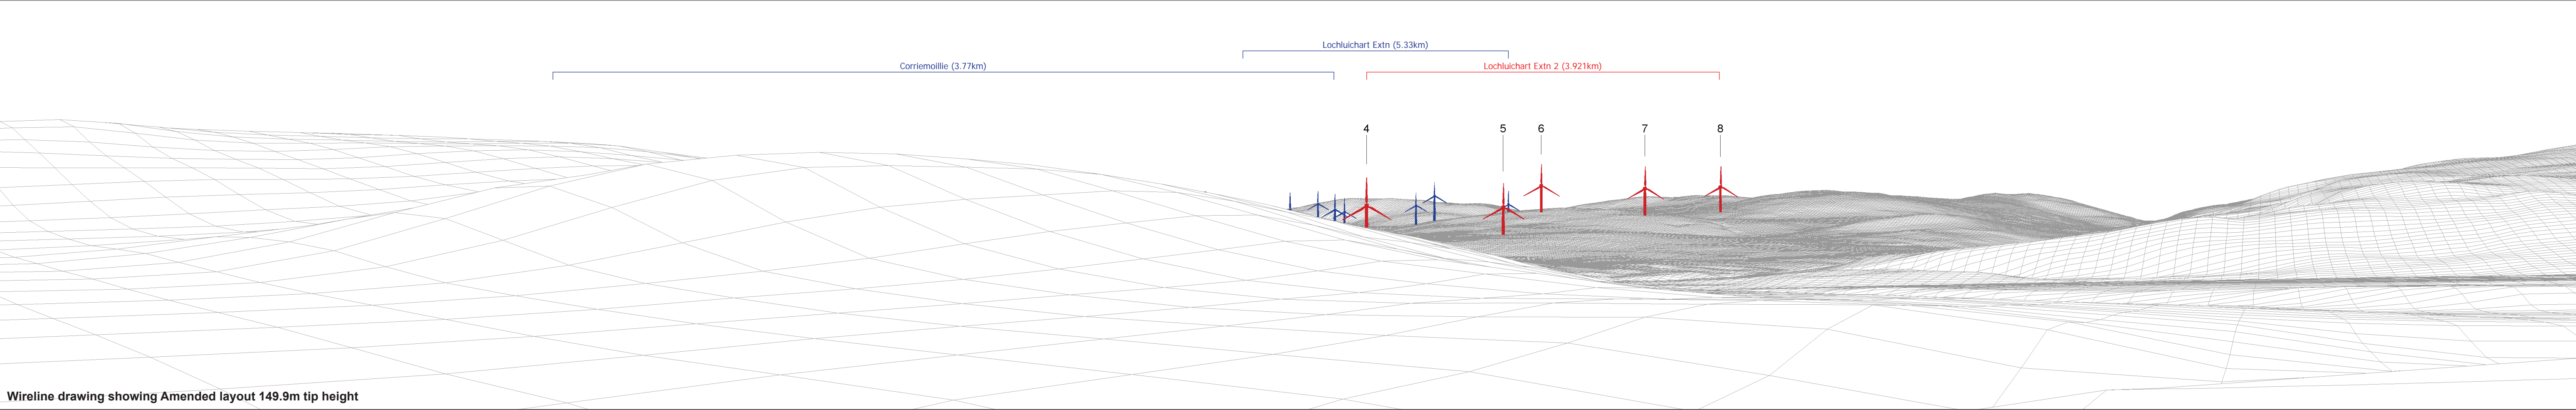 Lochluichart Extn (5.33km)
Corriemoillie (3.77km)
Lochluichart Extn 2 (3.921km)
4 5 6 7 8
Wireline drawing showing Amended layout 149.9m tip height